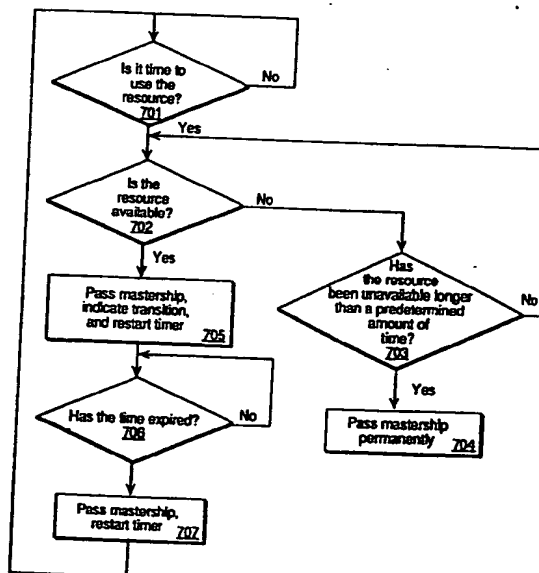 Is it time to
use the
resource?
701
No
Yes
Is the
resource
available?
702
No
Yes
Has
the resource
been unavailable longer
than a predetermined
amount of
time?
703
No
Yes
Pass mastership,
indicate transition,
and restart timer
705
Pass mastership
permanently
704
Has the time expired?
706
No
Pass mastership,
restart timer
707